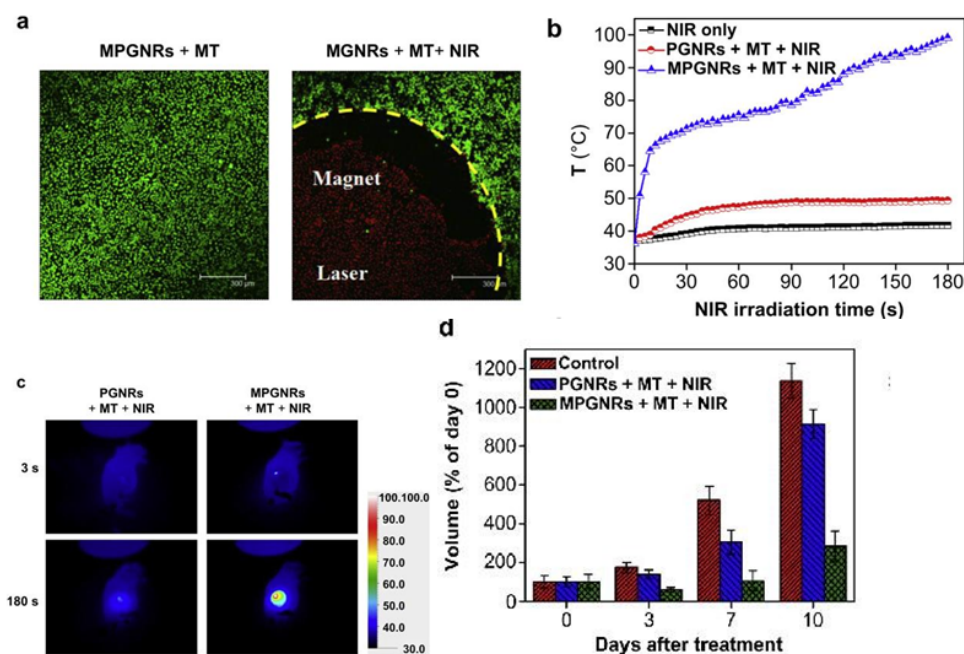 a
MPGNRs + MT
MGNRs + MT+ NIR
Magnet
Laser
300 µm
300 µm
b
NIR only
PGNRs + MT + NIR
MPGNRs + MT + NIR
T (°C)
100
90
80
70
60
50
40
30
0 30 60 90 120 150 180
NIR irradiation time (s)
c
PGNRs
+ MT + NIR
MPGNRs
+ MT + NIR
3 s
180 s
100.100.0
90.0
80.0
70.0
60.0
50.0
40.0
30.0
d
Control
PGNRs + MT + NIR
MPGNRs + MT + NIR
Volume (% of day 0)
1200
1000
800
600
400
200
0
0 3 7 10
Days after treatment